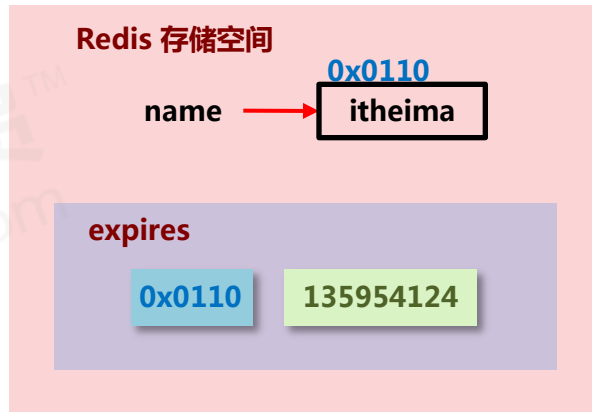 Redis 存储空间
0x0110
name
itheima
expires
0x0110
135954124